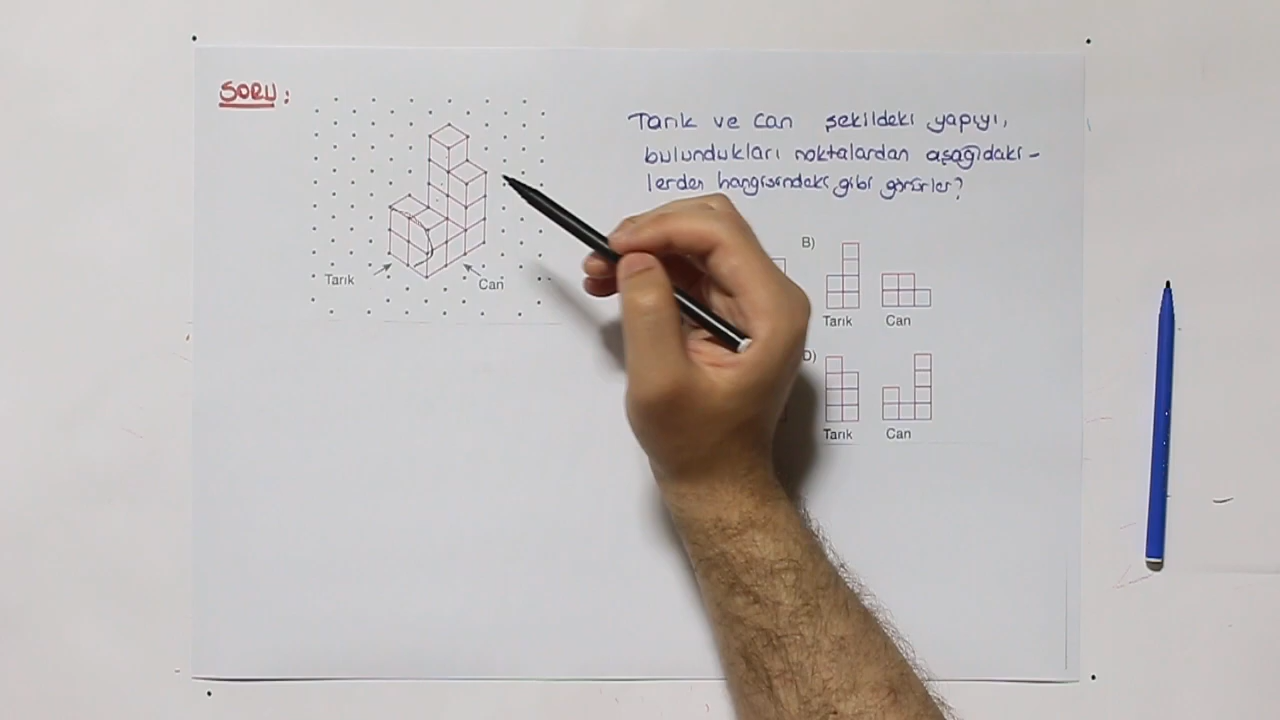 SORU:
Tarık ve Can şekildeki yapıyı,
bulundukları noktalardan aşağıdaki-
lerden hangisindeki gibi görürler?
Tarık
Can
B)
Tarık Can
D)
Tarık Can